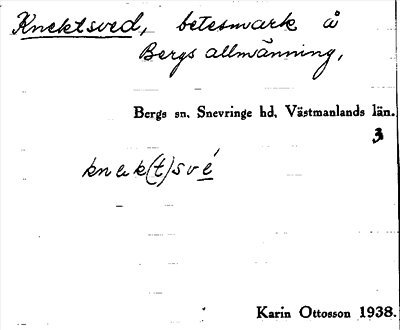 Knektsved, betesmark å
Bergs allmänning,
Bergs sn. Snevringe hd, Västmanlands län.
3
knek(t)své
Karin Ottosson 1938.